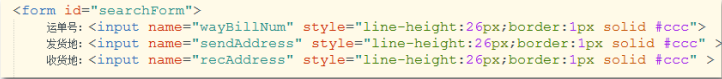 <form id="searchForm">
运单号: <input name="wayBillNum" style="line-height:26px;border:1px solid #ccc">
发货地: <input name="sendAddress" style="line-height:26px;border:1px solid #ccc" >
收货地: <input name="recAddress" style="line-height:26px;border:1px solid #ccc" >